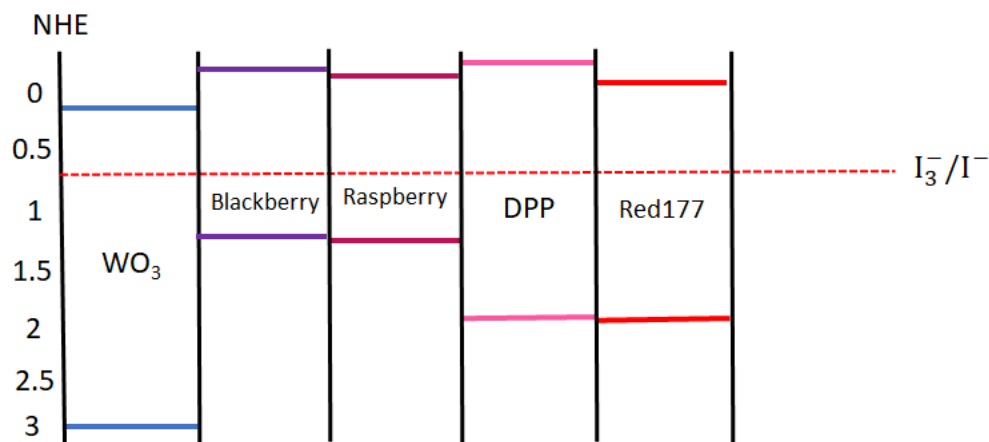 NHE
0
0.5
1
1.5
2
2.5
3
WO₃
Blackberry
Raspberry
DPP
Red177
I₃⁻/I⁻